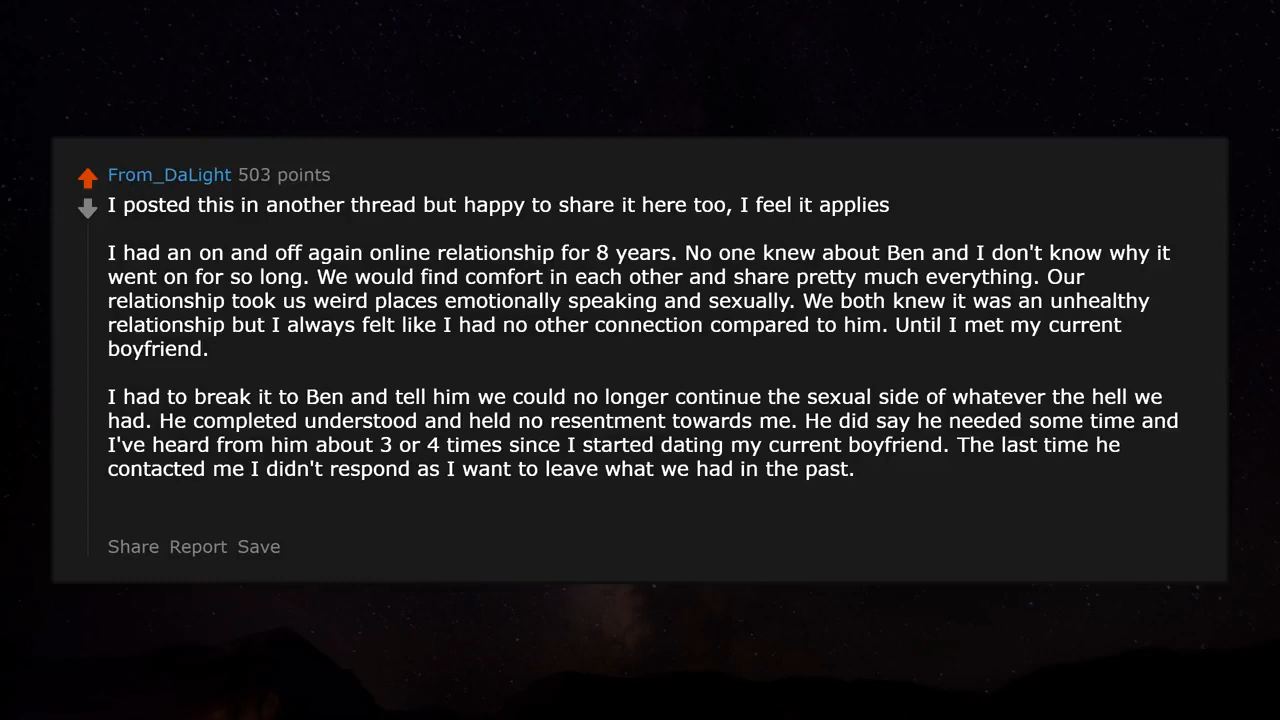 From_DaLight 503 points
I posted this in another thread but happy to share it here too, I feel it applies
I had an on and off again online relationship for 8 years. No one knew about Ben and I don't know why it
went on for so long. We would find comfort in each other and share pretty much everything. Our
relationship took us weird places emotionally speaking and sexually. We both knew it was an unhealthy
relationship but I always felt like I had no other connection compared to him. Until I met my current
boyfriend.
I had to break it to Ben and tell him we could no longer continue the sexual side of whatever the hell we
had. He completed understood and held no resentment towards me. He did say he needed some time and
I've heard from him about 3 or 4 times since I started dating my current boyfriend. The last time he
contacted me I didn't respond as I want to leave what we had in the past.
Share Report Save